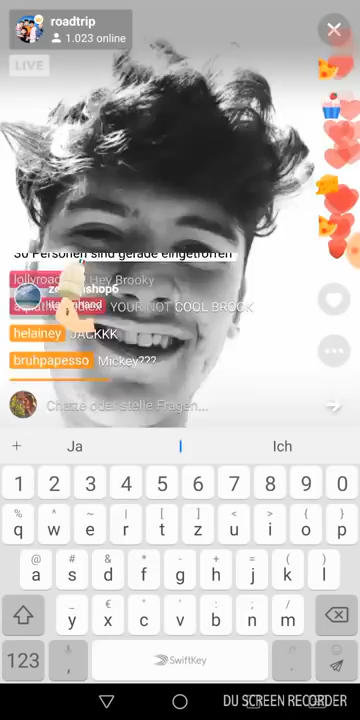 roadtrip
1.023 online
LIVE
30 Personen sind gerade eingetroffen
Hey Brooky
YOUR NOT COOL BROOK
helainey JACKKK
bruhpapesso Mickey???
Chatte oder stelle Fragen...
+ Ja I Ich
1 2 3 4 5 6 7 8 9 0
% ^ ~ | [ ] < > { }
q w e r t z u i o p
@ # & * - + = ( )
a s d f g h j k l
_ € " ' : ; /
y x c v b n m
123 , SwiftKey .
DU SCREEN RECORDER